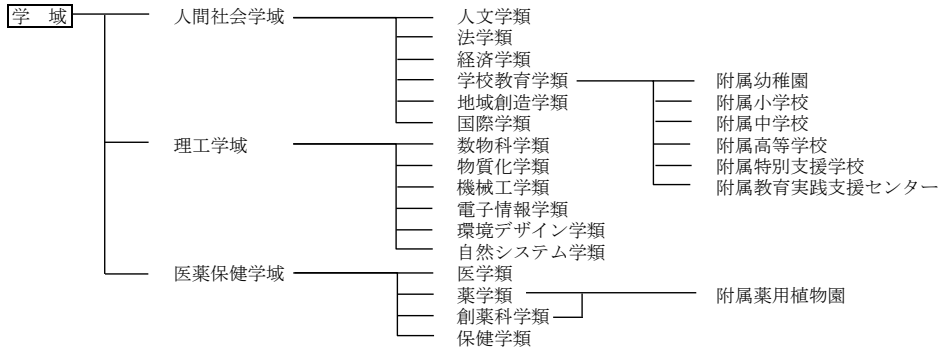 学　域 人間社会学域 人文学類
法学類
経済学類
学校教育学類 附属幼稚園
地域創造学類 附属小学校
国際学類 附属中学校
理工学域 数物科学類 附属高等学校
物質化学類 附属特別支援学校
機械工学類 附属教育実践支援センター
電子情報学類
環境デザイン学類
自然システム学類
医薬保健学域 医学類
薬学類 附属薬用植物園
創薬科学類
保健学類